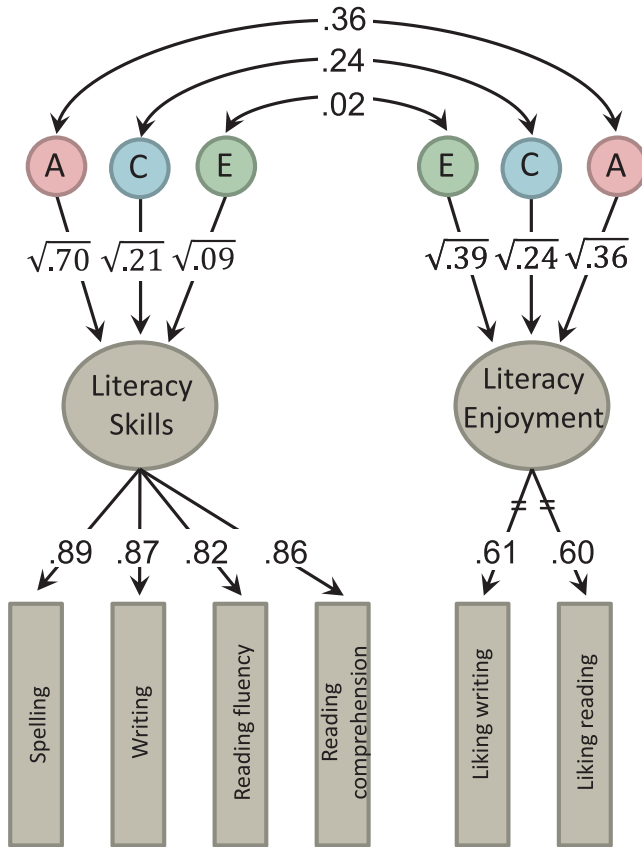 .36
.24
.02
A C E E C A
√.70 √.21 √.09 √.39 √.24 √.36
Literacy
Skills
Literacy
Enjoyment
= =
.89 .87 .82 .86 .61 .60
Spelling
Writing
Reading fluency
Reading
comprehension
Liking writing
Liking reading